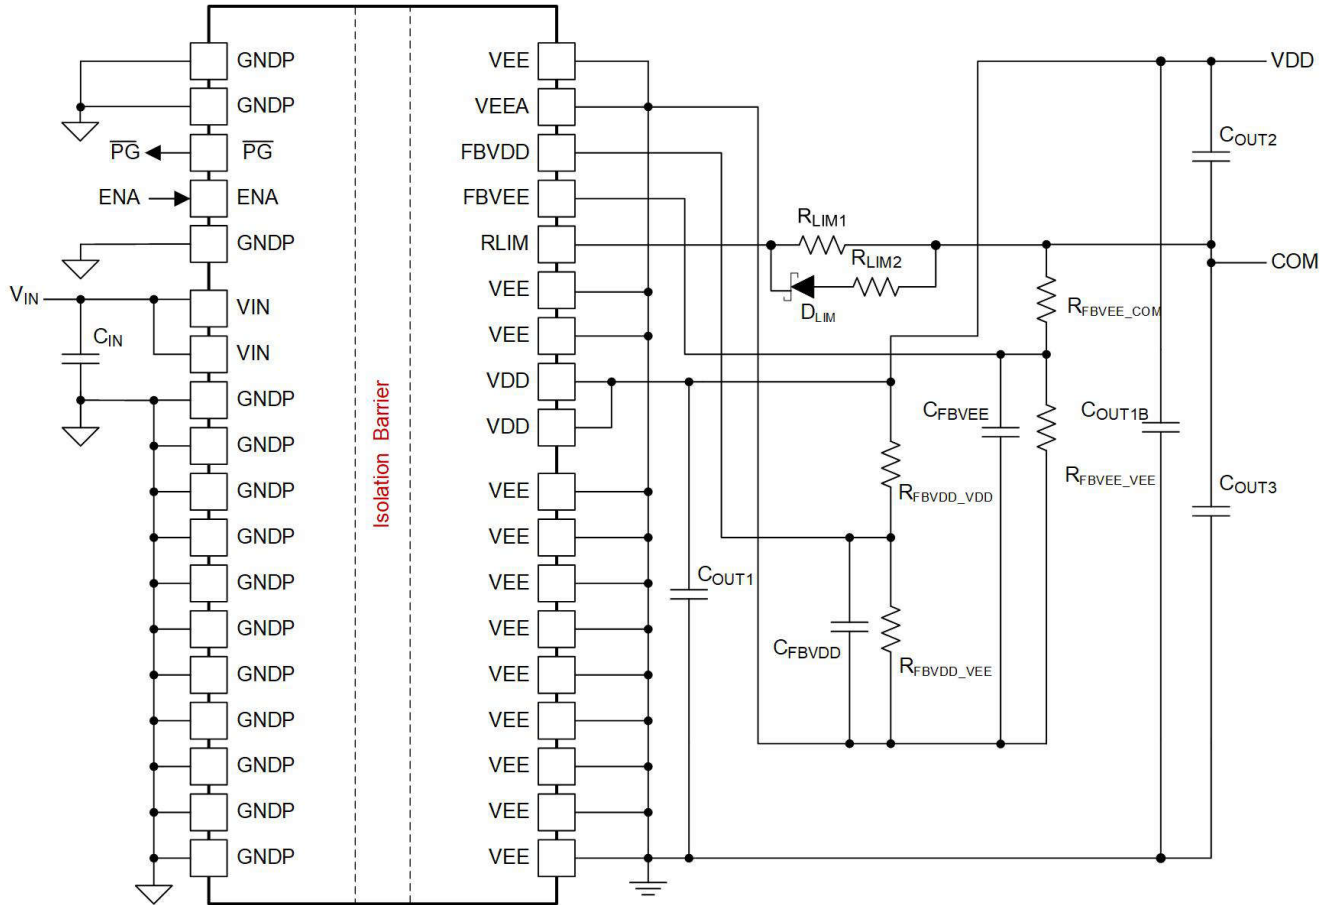 GNDP
VEE
VDD
GNDP
VEEA
COUT2
PG
PG
FBVDD
ENA
ENA
FBVEE
RLIM1
GNDP
RLIM
RLIM2
COM
VIN
VIN
VEE
DLIM
RFBVEE_COM
CIN
VIN
VEE
GNDP
VDD
CFBVEE
COUT1B
GNDP
VDD
Isolation Barrier
RFBVEE_VEE
GNDP
VEE
RFBVDD_VDD
COUT3
GNDP
VEE
GNDP
VEE
COUT1
GNDP
VEE
CFBVDD
GNDP
VEE
RFBVDD_VEE
GNDP
VEE
GNDP
VEE
GNDP
VEE
GNDP
VEE